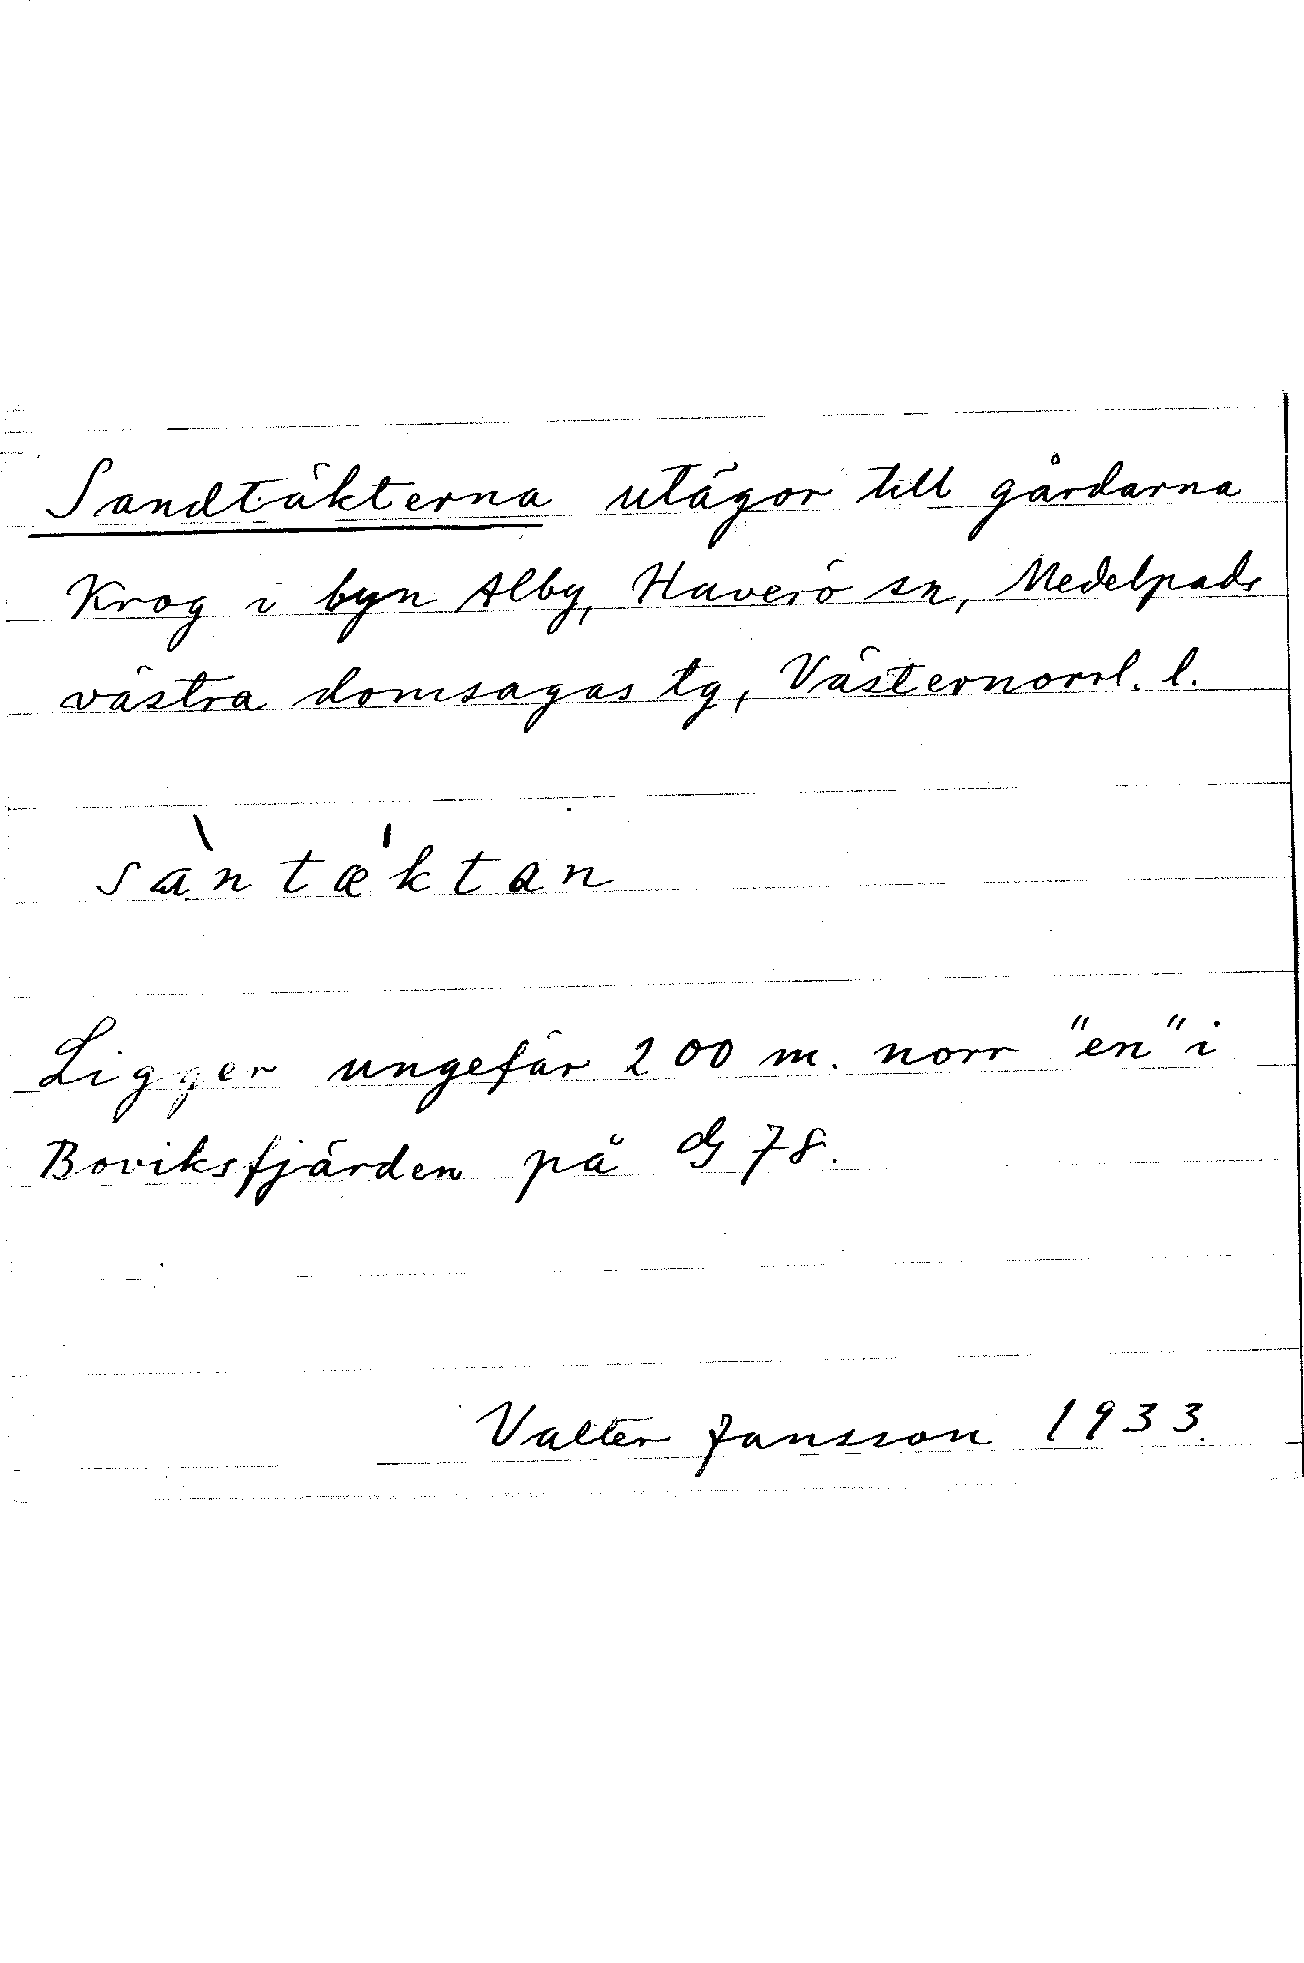 Sandtäkterna utägor till gårdarna
Krog i byn Alby, Haverö sn, Medelpads
västra domsagas tg, Västernorrl. l.
sàntæ'ktan
Ligger ungefär 200 m. norr "en" i
Boviksfjärden på G 78.
Valter Jansson 1933.